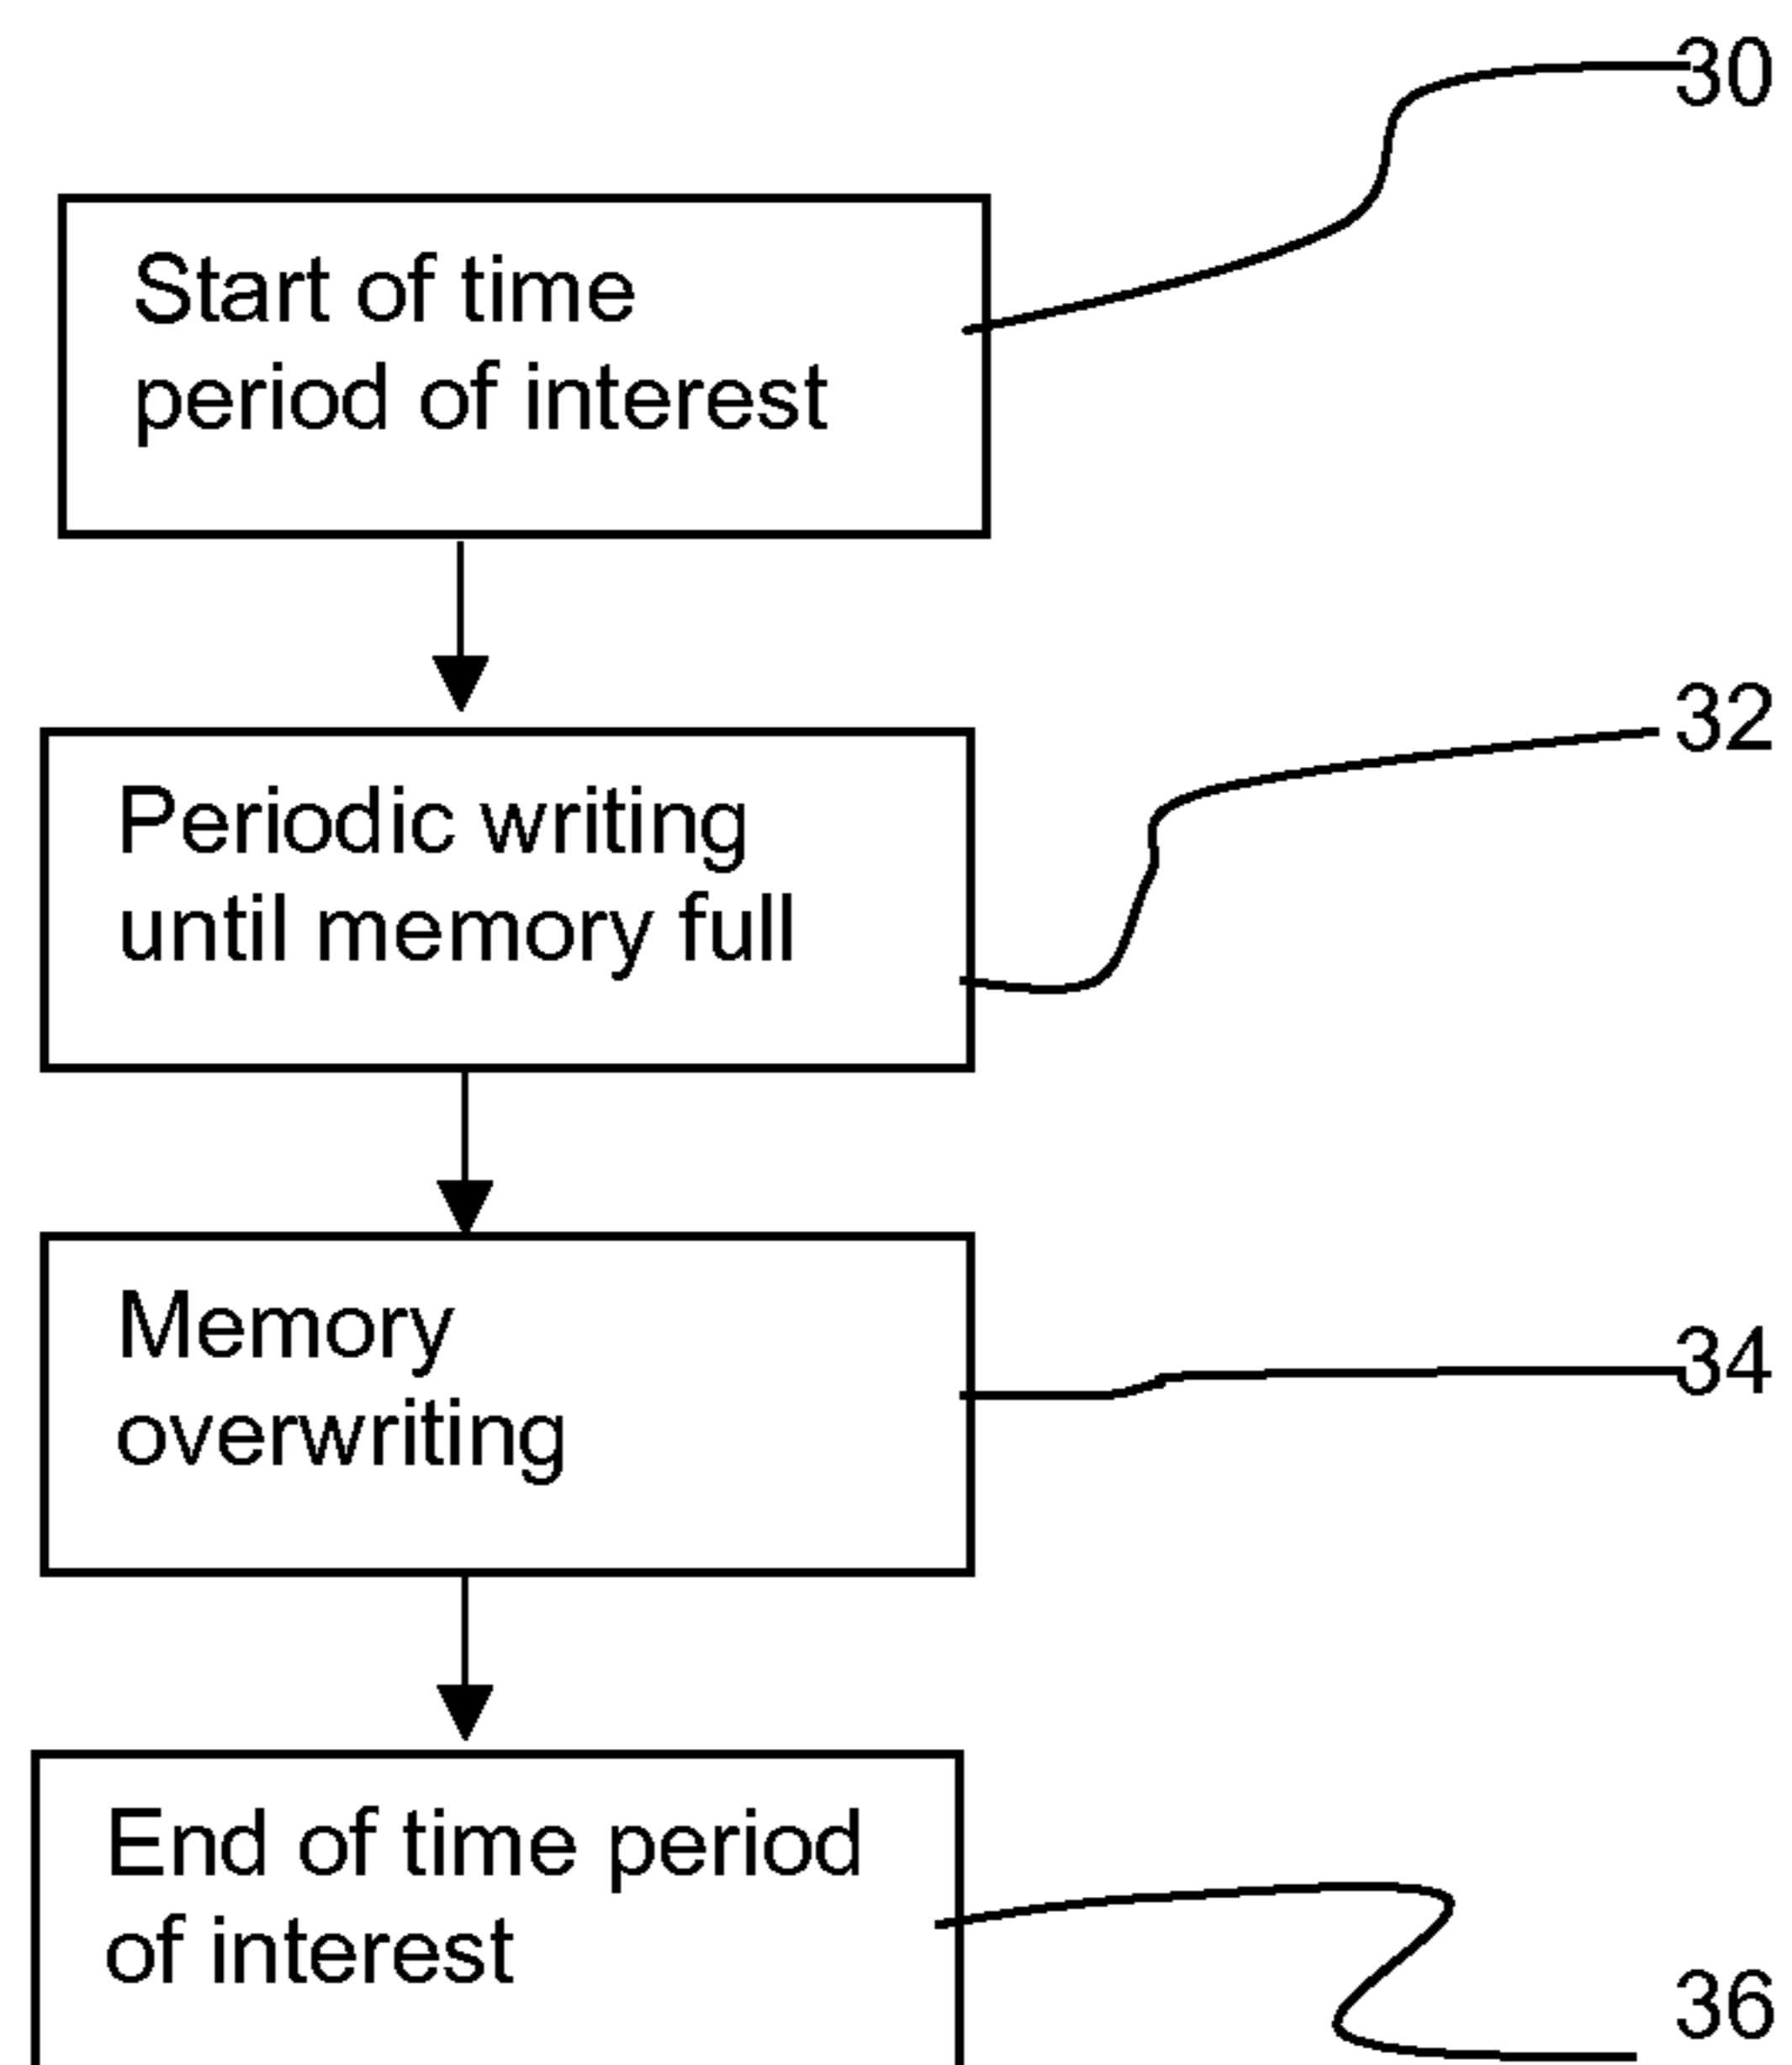 30
Start of time
period of interest
32
Periodic writing
until memory full
34
Memory
overwriting
End of time period
of interest
36